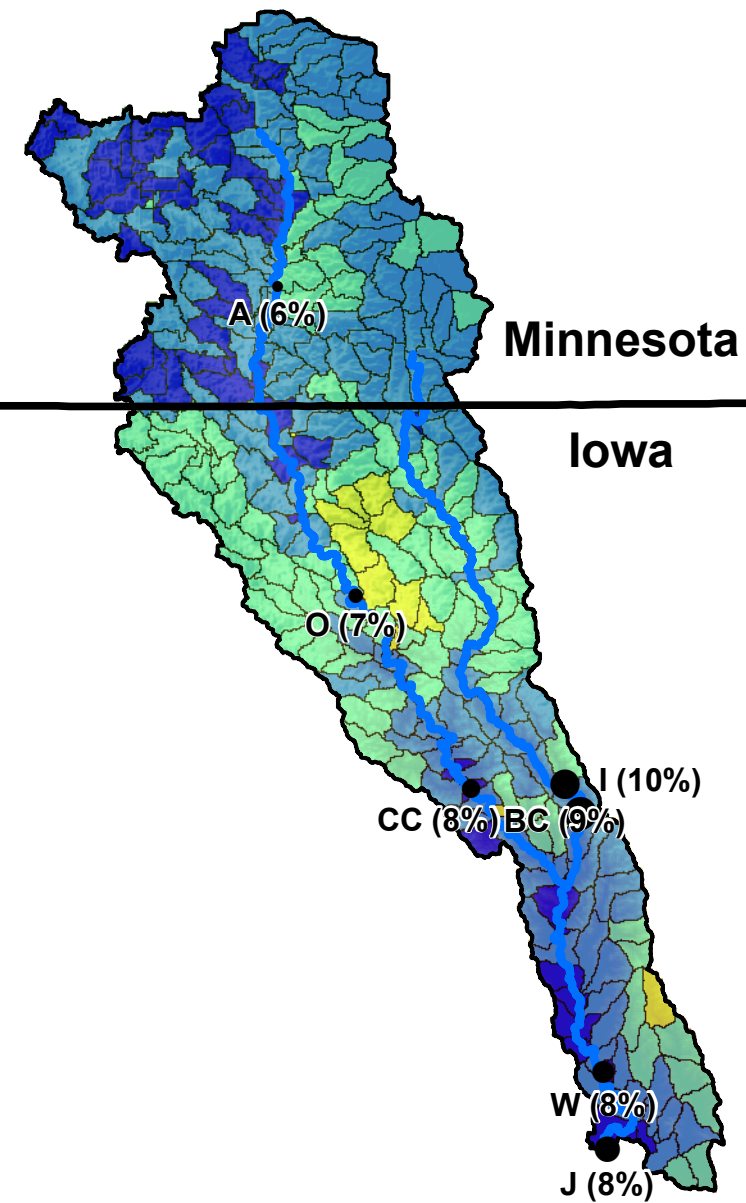 A (6%)
Minnesota
Iowa
O (7%)
I (10%)
CC (8%)
BC (9%)
W (8%)
J (8%)